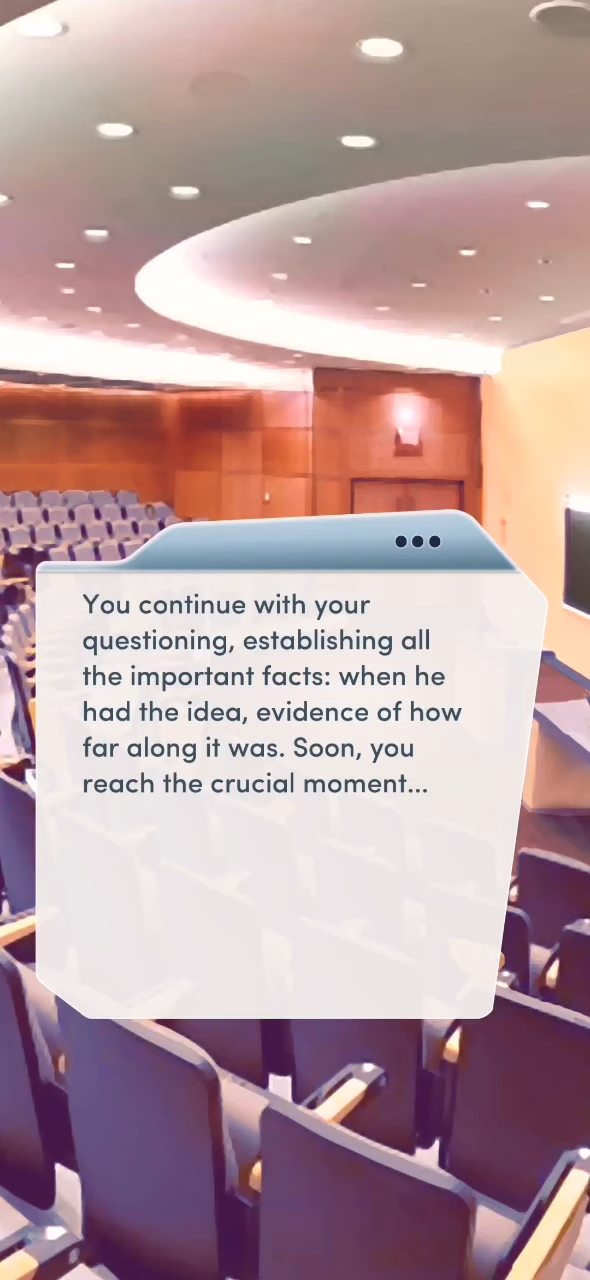 You continue with your
questioning, establishing all
the important facts: when he
had the idea, evidence of how
far along it was. Soon, you
reach the crucial moment...